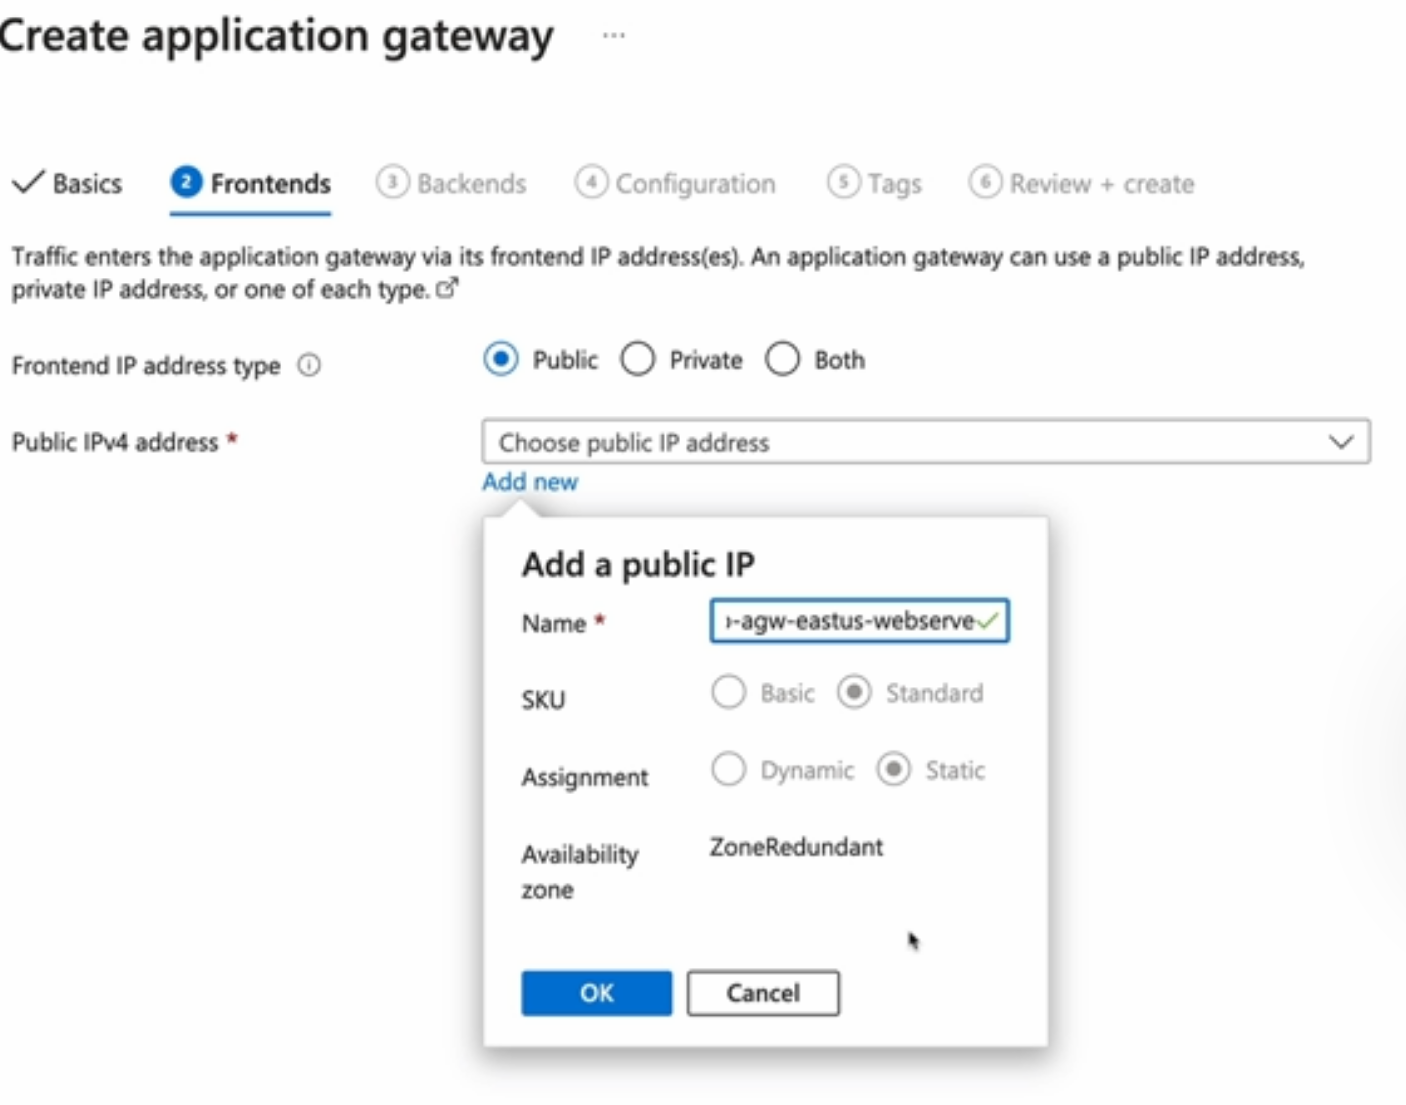 Create application gateway ...
Basics 2 Frontends 3 Backends 4 Configuration 5 Tags 6 Review + create
Traffic enters the application gateway via its frontend IP address(es). An application gateway can use a public IP address,
private IP address, or one of each type.
Frontend IP address type Public Private Both
Public IPv4 address * Choose public IP address
Add new
Add a public IP
Name * -agw-eastus-webserve
SKU Basic Standard
Assignment Dynamic Static
Availability ZoneRedundant
zone
OK Cancel